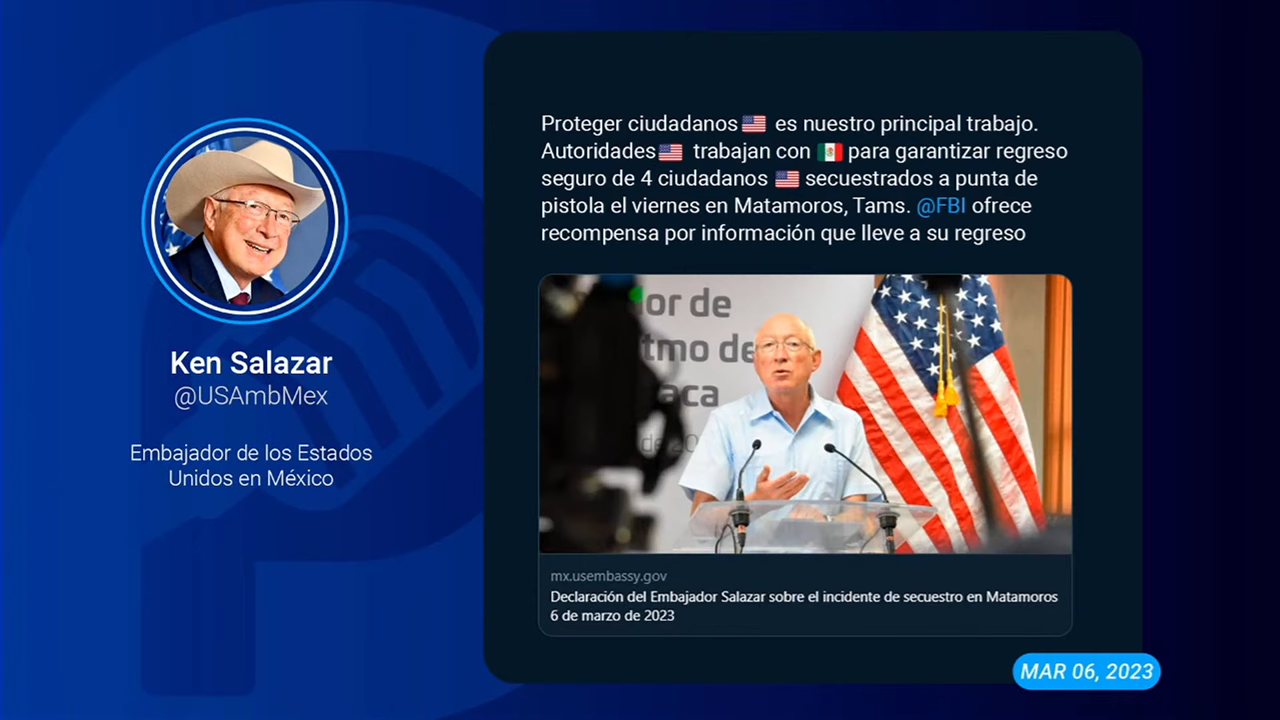 Ken Salazar
@USAmbMex
Embajador de los Estados
Unidos en México
Proteger ciudadanos🇺🇸 es nuestro principal trabajo.
Autoridades🇺🇸 trabajan con 🇲🇽 para garantizar regreso
seguro de 4 ciudadanos 🇺🇸 secuestrados a punta de
pistola el viernes en Matamoros, Tams. @FBI ofrece
recompensa por información que lleve a su regreso
de
de
mx.usembassy.gov
Declaración del Embajador Salazar sobre el incidente de secuestro en Matamoros
6 de marzo de 2023
MAR 06, 2023